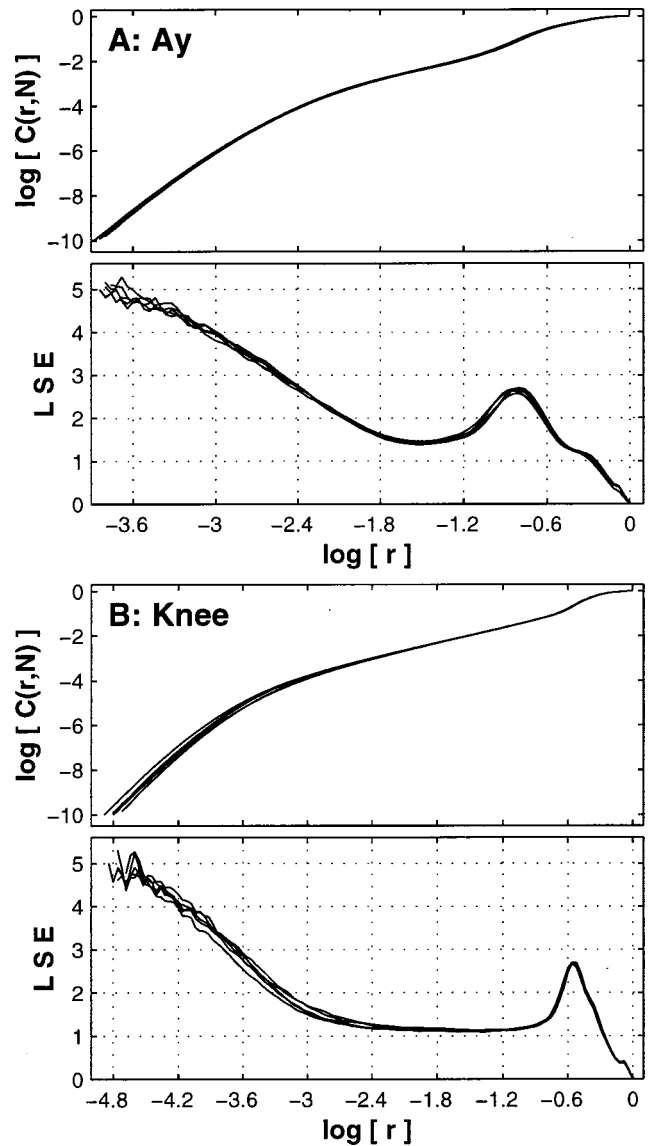 A: Ay
log [ C(r,N) ]
0
−2
−4
−6
−8
−10
L S E
5
4
3
2
1
0
−3.6 −3 −2.4 −1.8 −1.2 −0.6 0
log [ r ]
B: Knee
log [ C(r,N) ]
0
−2
−4
−6
−8
−10
L S E
5
4
3
2
1
0
−4.8 −4.2 −3.6 −3 −2.4 −1.8 −1.2 −0.6 0
log [ r ]